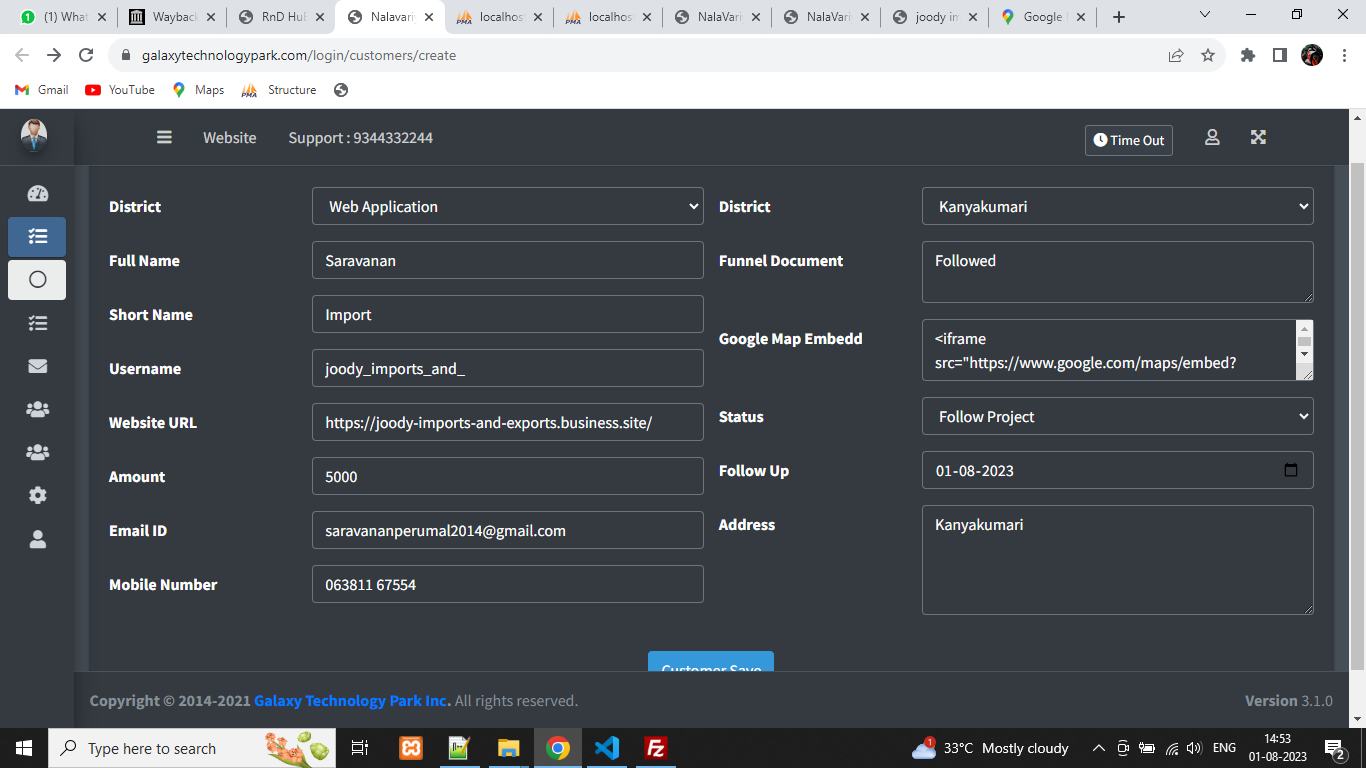 (1) What
Wayback
RnD Hu
Nalavari
localhos
localhos
NalaVari
NalaVari
joody im
Google
galaxytechnologypark.com/login/customers/create
Gmail
YouTube
Maps
Structure
Website
Support : 9344332244
Time Out
District
Web Application
District
Kanyakumari
Full Name
Saravanan
Funnel Document
Followed
Short Name
Import
Google Map Embedd
<iframe
src="https://www.google.com/maps/embed?
Username
joody_imports_and_
Website URL
https://joody-imports-and-exports.business.site/
Status
Follow Project
Amount
5000
Follow Up
01-08-2023
Email ID
saravananperumal2014@gmail.com
Address
Kanyakumari
Mobile Number
063811 67554
Customer Save
Copyright © 2014-2021 Galaxy Technology Park Inc. All rights reserved.
Version 3.1.0
Type here to search
33°C Mostly cloudy
ENG
14:53
01-08-2023
2